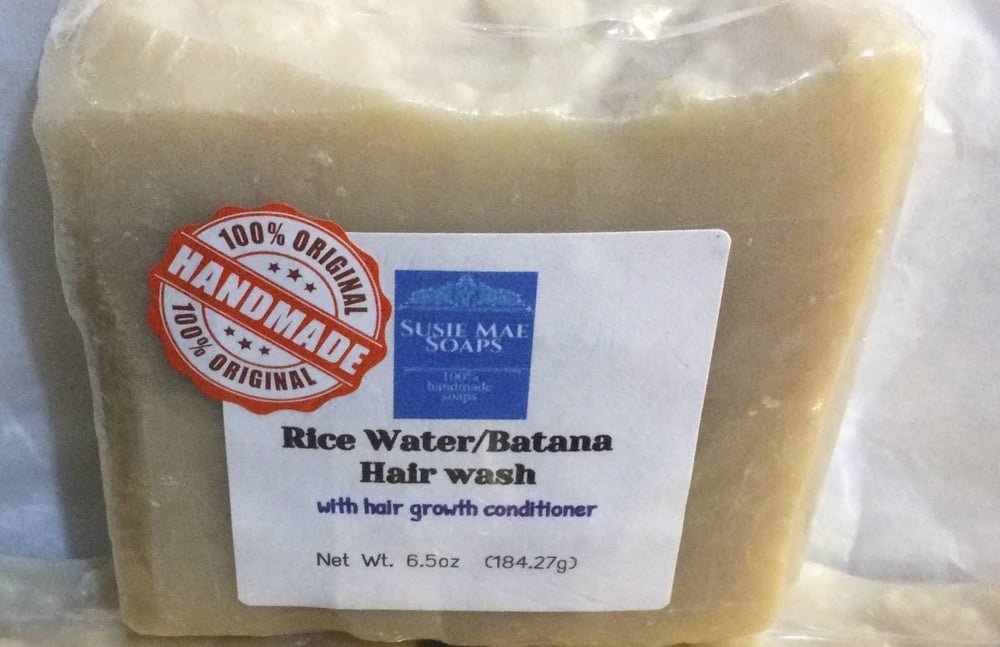 100% ORIGINAL
HANDMADE
100% ORIGINAL
SUSIE MAE
SOAPS
100%
handmade
soaps
Rice Water/Batana
Hair wash
with hair growth conditioner
Net Wt. 6.5oz (184.27g)